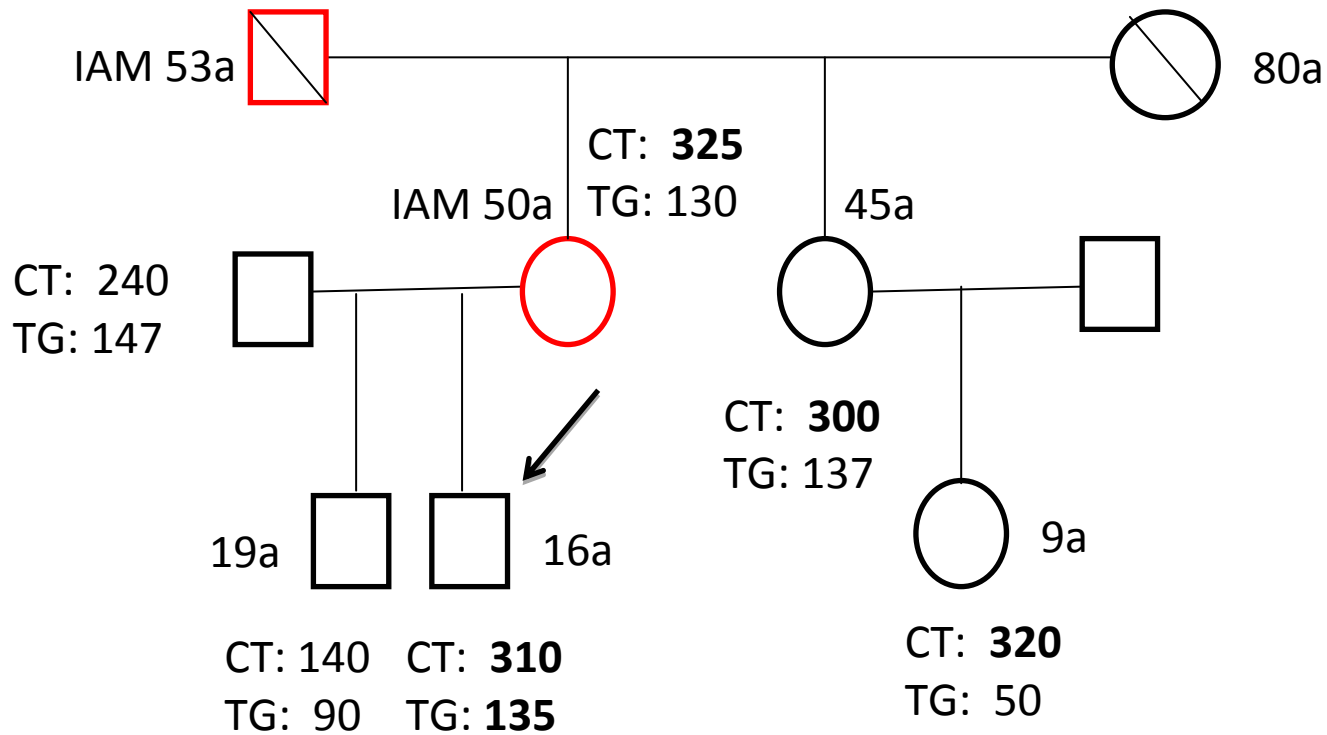 IAM 53a
80a
CT: 325
TG: 130
IAM 50a
45a
CT: 240
TG: 147
CT: 300
TG: 137
19a
16a
9a
CT: 140
TG: 90
CT: 310
TG: 135
CT: 320
TG: 50